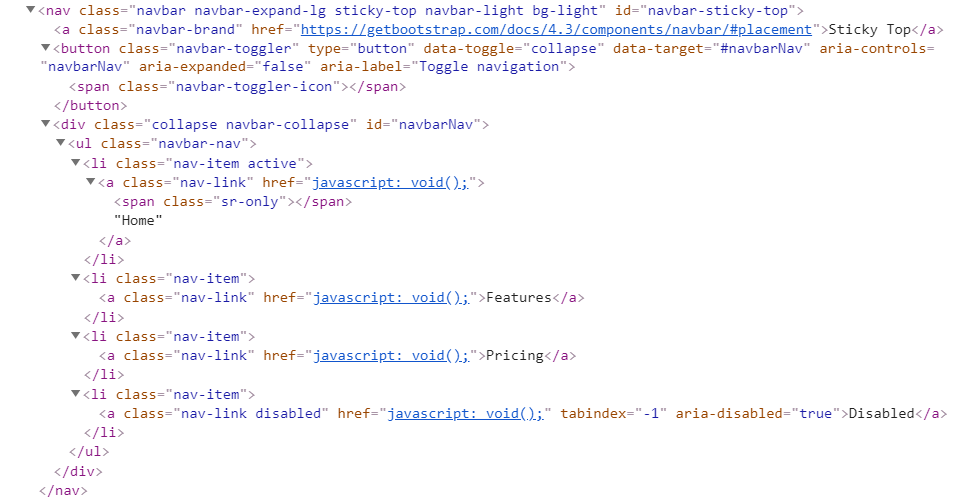 <nav class="navbar navbar-expand-lg sticky-top navbar-light bg-light" id="navbar-sticky-top">
<a class="navbar-brand" href="https://getbootstrap.com/docs/4.3/components/navbar/#placement">Sticky Top</a>
<button class="navbar-toggler" type="button" data-toggle="collapse" data-target="#navbarNav" aria-controls=
"navbarNav" aria-expanded="false" aria-label="Toggle navigation">
<span class="navbar-toggler-icon"></span>
</button>
<div class="collapse navbar-collapse" id="navbarNav">
<ul class="navbar-nav">
<li class="nav-item active">
<a class="nav-link" href="javascript: void();">
<span class="sr-only"></span>
"Home"
</a>
</li>
<li class="nav-item">
<a class="nav-link" href="javascript: void();">Features</a>
</li>
<li class="nav-item">
<a class="nav-link" href="javascript: void();">Pricing</a>
</li>
<li class="nav-item">
<a class="nav-link disabled" href="javascript: void();" tabindex="-1" aria-disabled="true">Disabled</a>
</li>
</ul>
</div>
</nav>